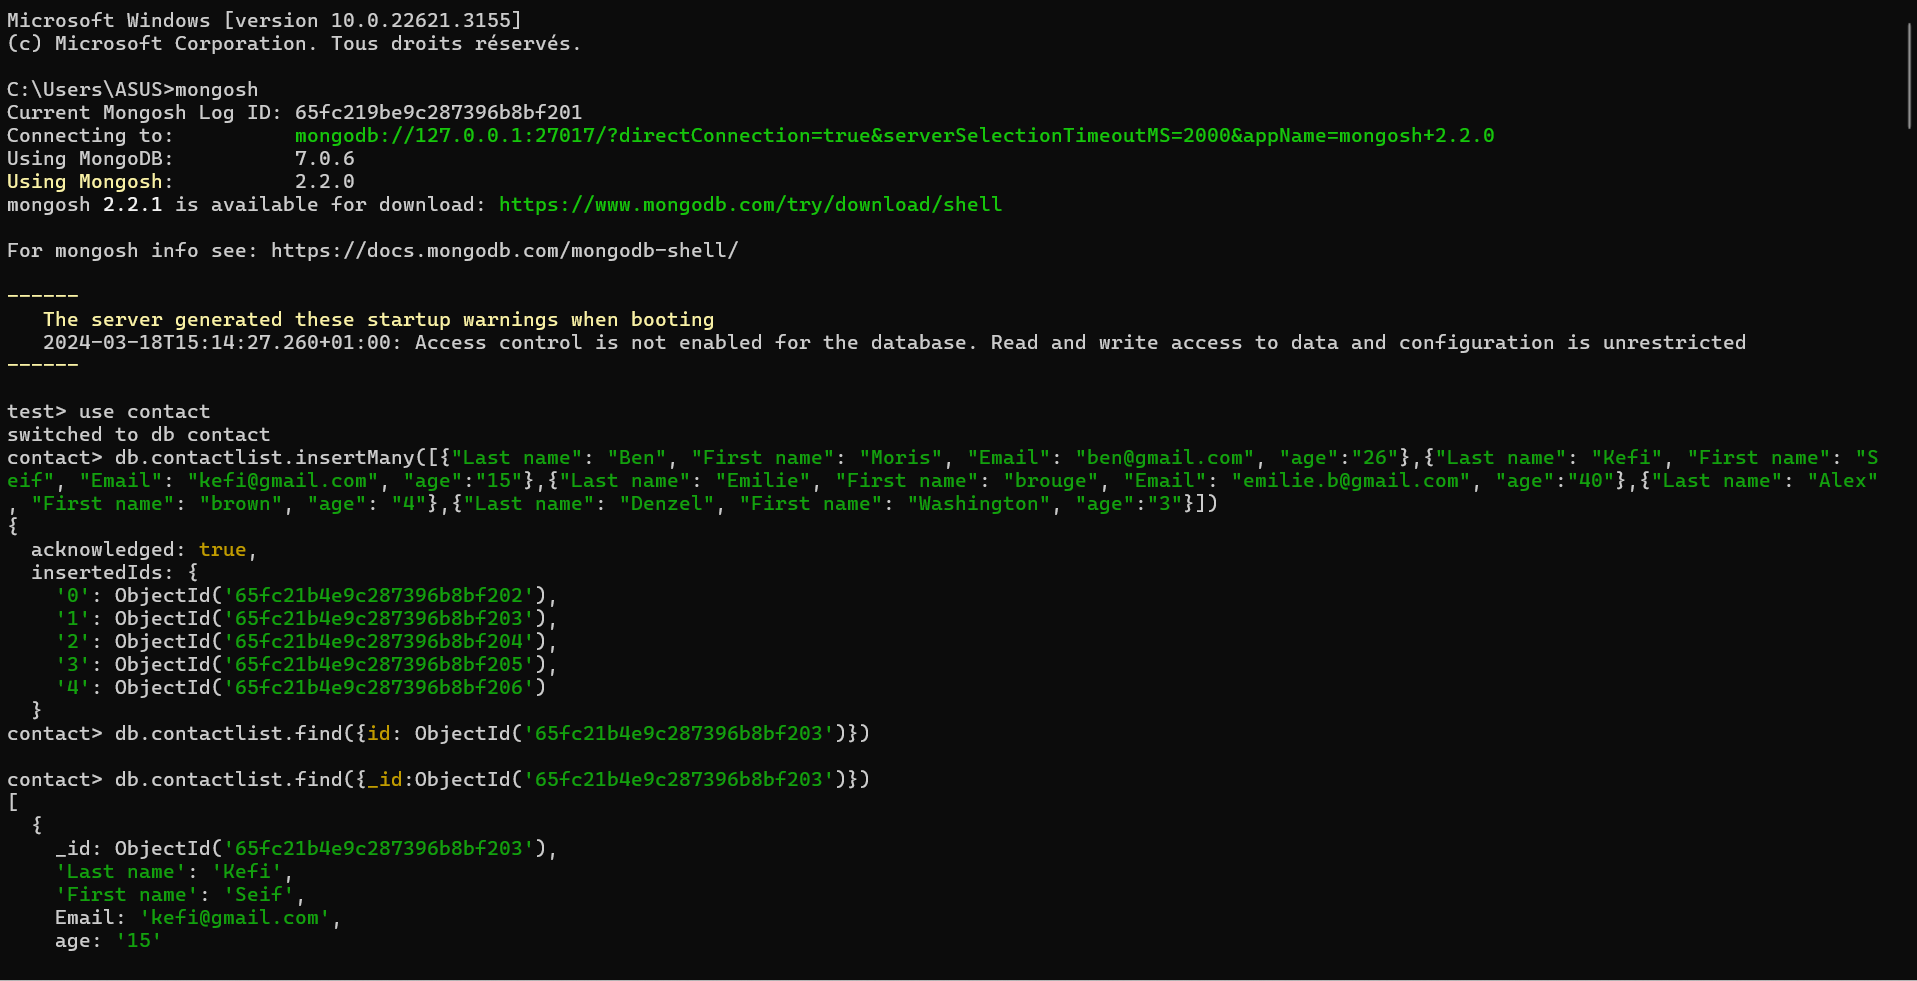 Microsoft Windows [version 10.0.22621.3155]
(c) Microsoft Corporation. Tous droits réservés.
C:\Users\ASUS>mongosh
Current Mongosh Log ID: 65fc219be9c287396b8bf201
Connecting to:          mongodb://127.0.0.1:27017/?directConnection=true&serverSelectionTimeoutMS=2000&appName=mongosh+2.2.0
Using MongoDB:          7.0.6
Using Mongosh:          2.2.0
mongosh 2.2.1 is available for download: https://www.mongodb.com/try/download/shell
For mongosh info see: https://docs.mongodb.com/mongodb-shell/
------
   The server generated these startup warnings when booting
   2024-03-18T15:14:27.260+01:00: Access control is not enabled for the database. Read and write access to data and configuration is unrestricted
------
test> use contact
switched to db contact
contact> db.contactlist.insertMany([{"Last name": "Ben", "First name": "Moris", "Email": "ben@gmail.com", "age":"26"},{"Last name": "Kefi", "First name": "S
eif", "Email": "kefi@gmail.com", "age":"15"},{"Last name": "Emilie", "First name": "brouge", "Email": "emilie.b@gmail.com", "age":"40"},{"Last name": "Alex"
, "First name": "brown", "age": "4"},{"Last name": "Denzel", "First name": "Washington", "age":"3"}])
{
  acknowledged: true,
  insertedIds: {
    '0': ObjectId('65fc21b4e9c287396b8bf202'),
    '1': ObjectId('65fc21b4e9c287396b8bf203'),
    '2': ObjectId('65fc21b4e9c287396b8bf204'),
    '3': ObjectId('65fc21b4e9c287396b8bf205'),
    '4': ObjectId('65fc21b4e9c287396b8bf206')
  }
contact> db.contactlist.find({id: ObjectId('65fc21b4e9c287396b8bf203')})
contact> db.contactlist.find({_id:ObjectId('65fc21b4e9c287396b8bf203')})
[
  {
    _id: ObjectId('65fc21b4e9c287396b8bf203'),
    'Last name': 'Kefi',
    'First name': 'Seif',
    Email: 'kefi@gmail.com',
    age: '15'